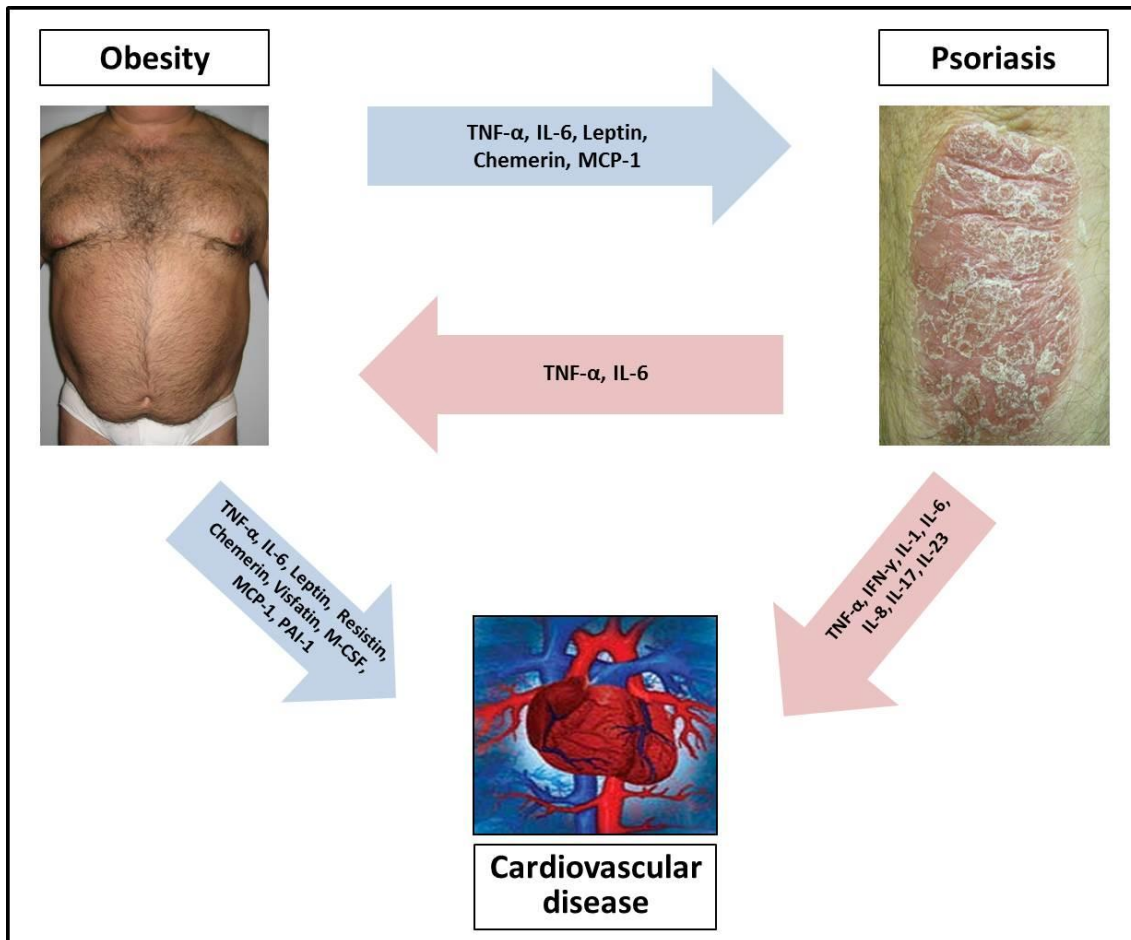 Obesity
Psoriasis
TNF-α, IL-6, Leptin,
Chemerin, MCP-1
TNF-α, IL-6
TNF-α, IL-6, Leptin, Resistin,
Chemerin, Visfatin, M-CSF,
MCP-1, PAI-1
TNF-α, IFN-γ, IL-1, IL-6,
IL-8, IL-17, IL-23
Cardiovascular
disease